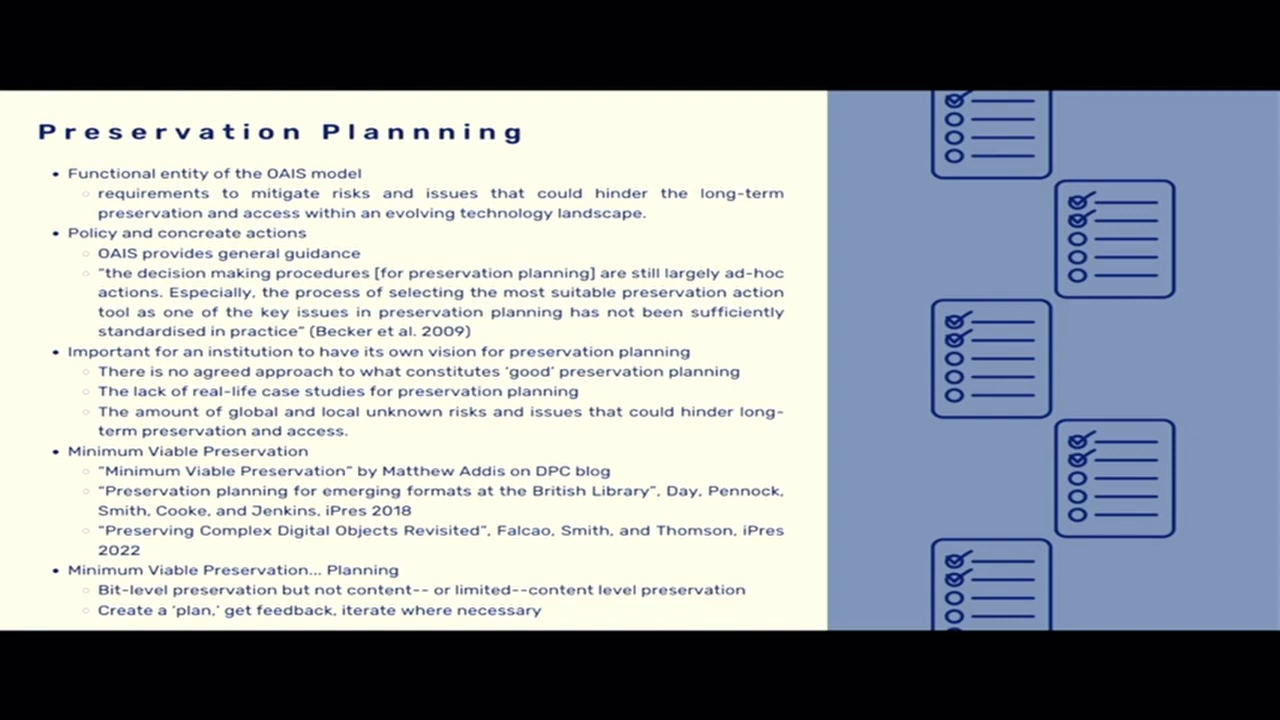 Preservation Plannning
• Functional entity of the OAIS model
○ requirements to mitigate risks and issues that could hinder the long-term
preservation and access within an evolving technology landscape.
• Policy and concreate actions
○ OAIS provides general guidance
○ “the decision making procedures [for preservation planning] are still largely ad-hoc
actions. Especially, the process of selecting the most suitable preservation action
tool as one of the key issues in preservation planning has not been sufficiently
standardised in practice” (Becker et al. 2009)
• Important for an institution to have its own vision for preservation planning
○ There is no agreed approach to what constitutes ‘good’ preservation planning
○ The lack of real-life case studies for preservation planning
○ The amount of global and local unknown risks and issues that could hinder long-
term preservation and access.
• Minimum Viable Preservation
○ “Minimum Viable Preservation” by Matthew Addis on DPC blog
○ “Preservation planning for emerging formats at the British Library”, Day, Pennock,
Smith, Cooke, and Jenkins, iPres 2018
○ “Preserving Complex Digital Objects Revisited”, Falcao, Smith, and Thomson, iPres
2022
• Minimum Viable Preservation... Planning
○ Bit-level preservation but not content-- or limited--content level preservation
○ Create a ‘plan,’ get feedback, iterate where necessary